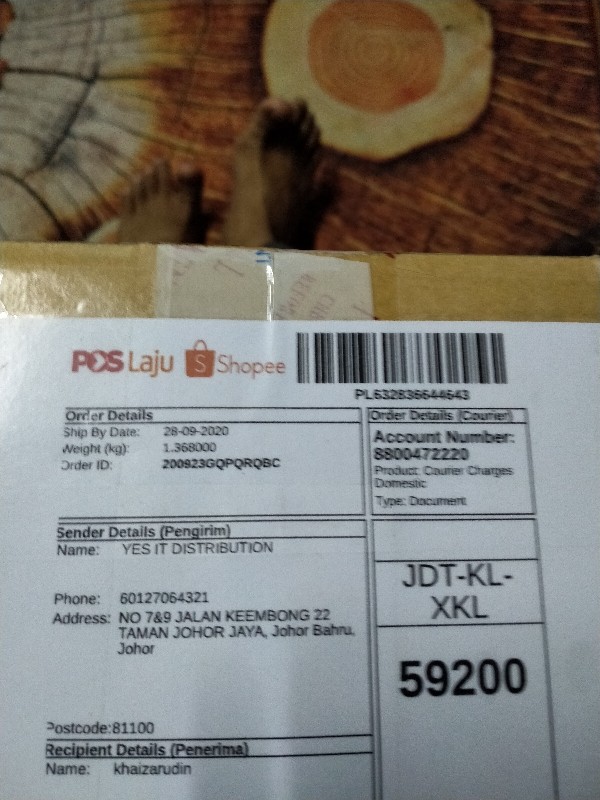 POS Laju Shopee
PL632836644643
Order Details
Ship By Date: 28-09-2020
Weight (kg): 1.368000
Order ID: 200923GQPQRQBC
Order Details (Courier)
Account Number:
8800472220
Product: Courier Charges
Domestic
Type: Document
Sender Details (Pengirim)
Name: YES IT DISTRIBUTION
Phone: 60127064321
Address: NO 7&9 JALAN KEEMBONG 22
TAMAN JOHOR JAYA, Johor Bahru,
Johor
Postcode:81100
JDT-KL-
XKL
59200
Recipient Details (Penerima)
Name: khaizarudin